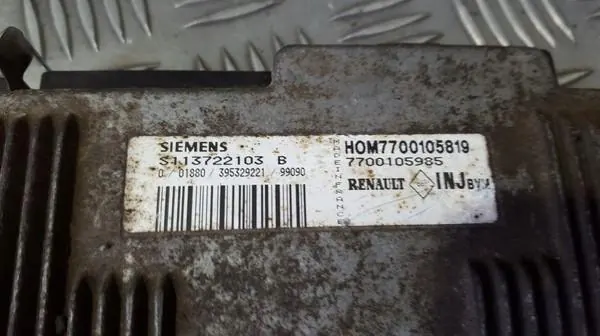 SIEMENS
S113722103 B
0 / 01880 / 395329221 / 99090
MADE IN FRANCE
HOM7700105819
7700105985
RENAULT INJ